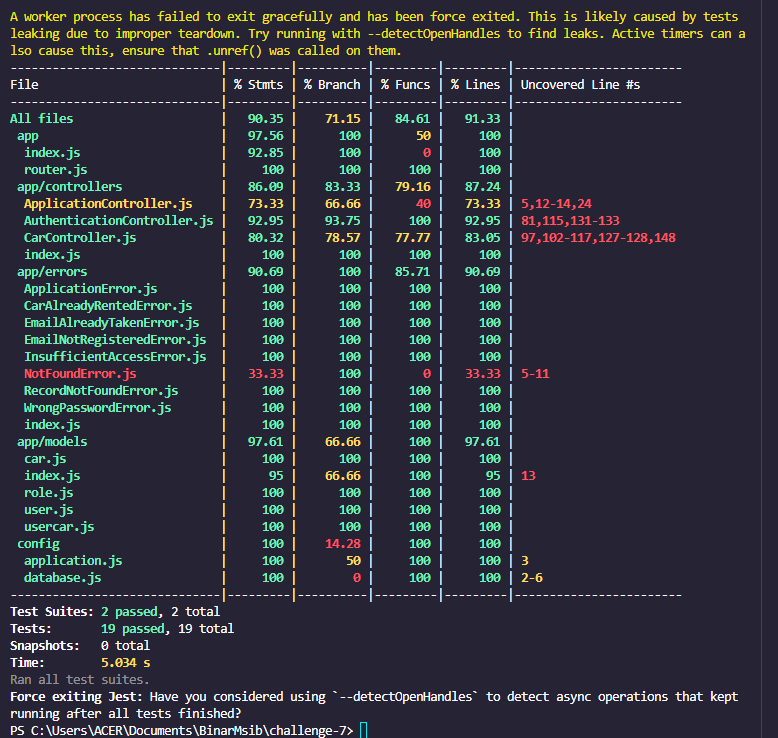 A worker process has failed to exit gracefully and has been force exited. This is likely caused by tests
leaking due to improper teardown. Try running with --detectOpenHandles to find leaks. Active timers can a
lso cause this, ensure that .unref() was called on them.
------------------------------|---------|----------|---------|---------|-------------------------
File                          | % Stmts | % Branch | % Funcs | % Lines | Uncovered Line #s
------------------------------|---------|----------|---------|---------|-------------------------
All files                     |   90.35 |    71.15 |   84.61 |   91.33 |
 app                          |   97.56 |      100 |      50 |     100 |
  index.js                    |   92.85 |      100 |       0 |     100 |
  router.js                   |     100 |      100 |     100 |     100 |
 app/controllers              |   86.09 |    83.33 |   79.16 |   87.24 |
  ApplicationController.js    |   73.33 |    66.66 |      40 |   73.33 | 5,12-14,24
  AuthenticationController.js |   92.95 |    93.75 |     100 |   92.95 | 81,115,131-133
  CarController.js            |   80.32 |    78.57 |   77.77 |   83.05 | 97,102-117,127-128,148
  index.js                    |     100 |      100 |     100 |     100 |
 app/errors                   |   90.69 |      100 |   85.71 |   90.69 |
  ApplicationError.js         |     100 |      100 |     100 |     100 |
  CarAlreadyRentedError.js    |     100 |      100 |     100 |     100 |
  EmailAlreadyTakenError.js   |     100 |      100 |     100 |     100 |
  EmailNotRegisteredError.js  |     100 |      100 |     100 |     100 |
  InsufficientAccessError.js  |     100 |      100 |     100 |     100 |
  NotFoundError.js            |   33.33 |      100 |       0 |   33.33 | 5-11
  RecordNotFoundError.js      |     100 |      100 |     100 |     100 |
  WrongPasswordError.js       |     100 |      100 |     100 |     100 |
  index.js                    |     100 |      100 |     100 |     100 |
 app/models                   |   97.61 |    66.66 |     100 |   97.61 |
  car.js                      |     100 |      100 |     100 |     100 |
  index.js                    |      95 |    66.66 |     100 |      95 | 13
  role.js                     |     100 |      100 |     100 |     100 |
  user.js                     |     100 |      100 |     100 |     100 |
  usercar.js                  |     100 |      100 |     100 |     100 |
 config                       |     100 |    14.28 |     100 |     100 |
  application.js              |     100 |       50 |     100 |     100 | 3
  database.js                 |     100 |        0 |     100 |     100 | 2-6
------------------------------|---------|----------|---------|---------|-------------------------
Test Suites: 2 passed, 2 total
Tests:       19 passed, 19 total
Snapshots:   0 total
Time:        5.034 s
Ran all test suites.
Force exiting Jest: Have you considered using `--detectOpenHandles` to detect async operations that kept
running after all tests finished?
PS C:\Users\ACER\Documents\BinarMsib\challenge-7>